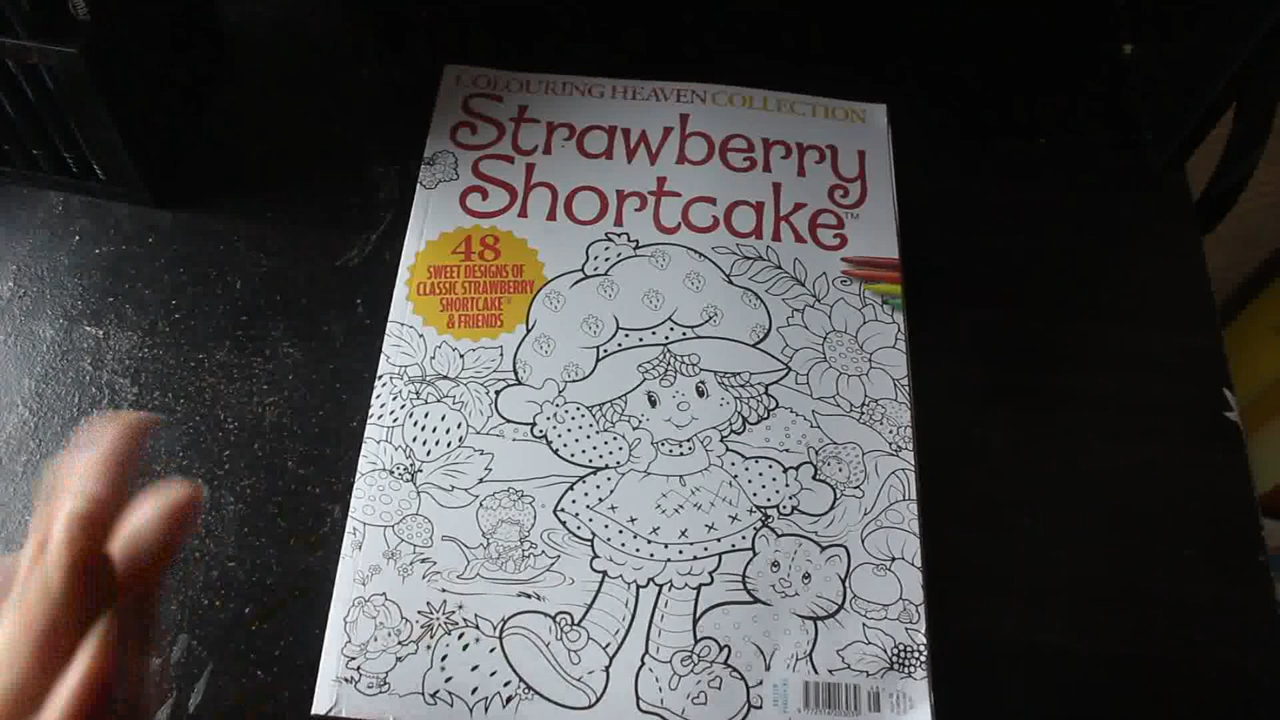 COLOURING HEAVEN COLLECTION
Strawberry
Shortcake™
48
SWEET DESIGNS OF
CLASSIC STRAWBERRY
SHORTCAKE™
& FRIENDS